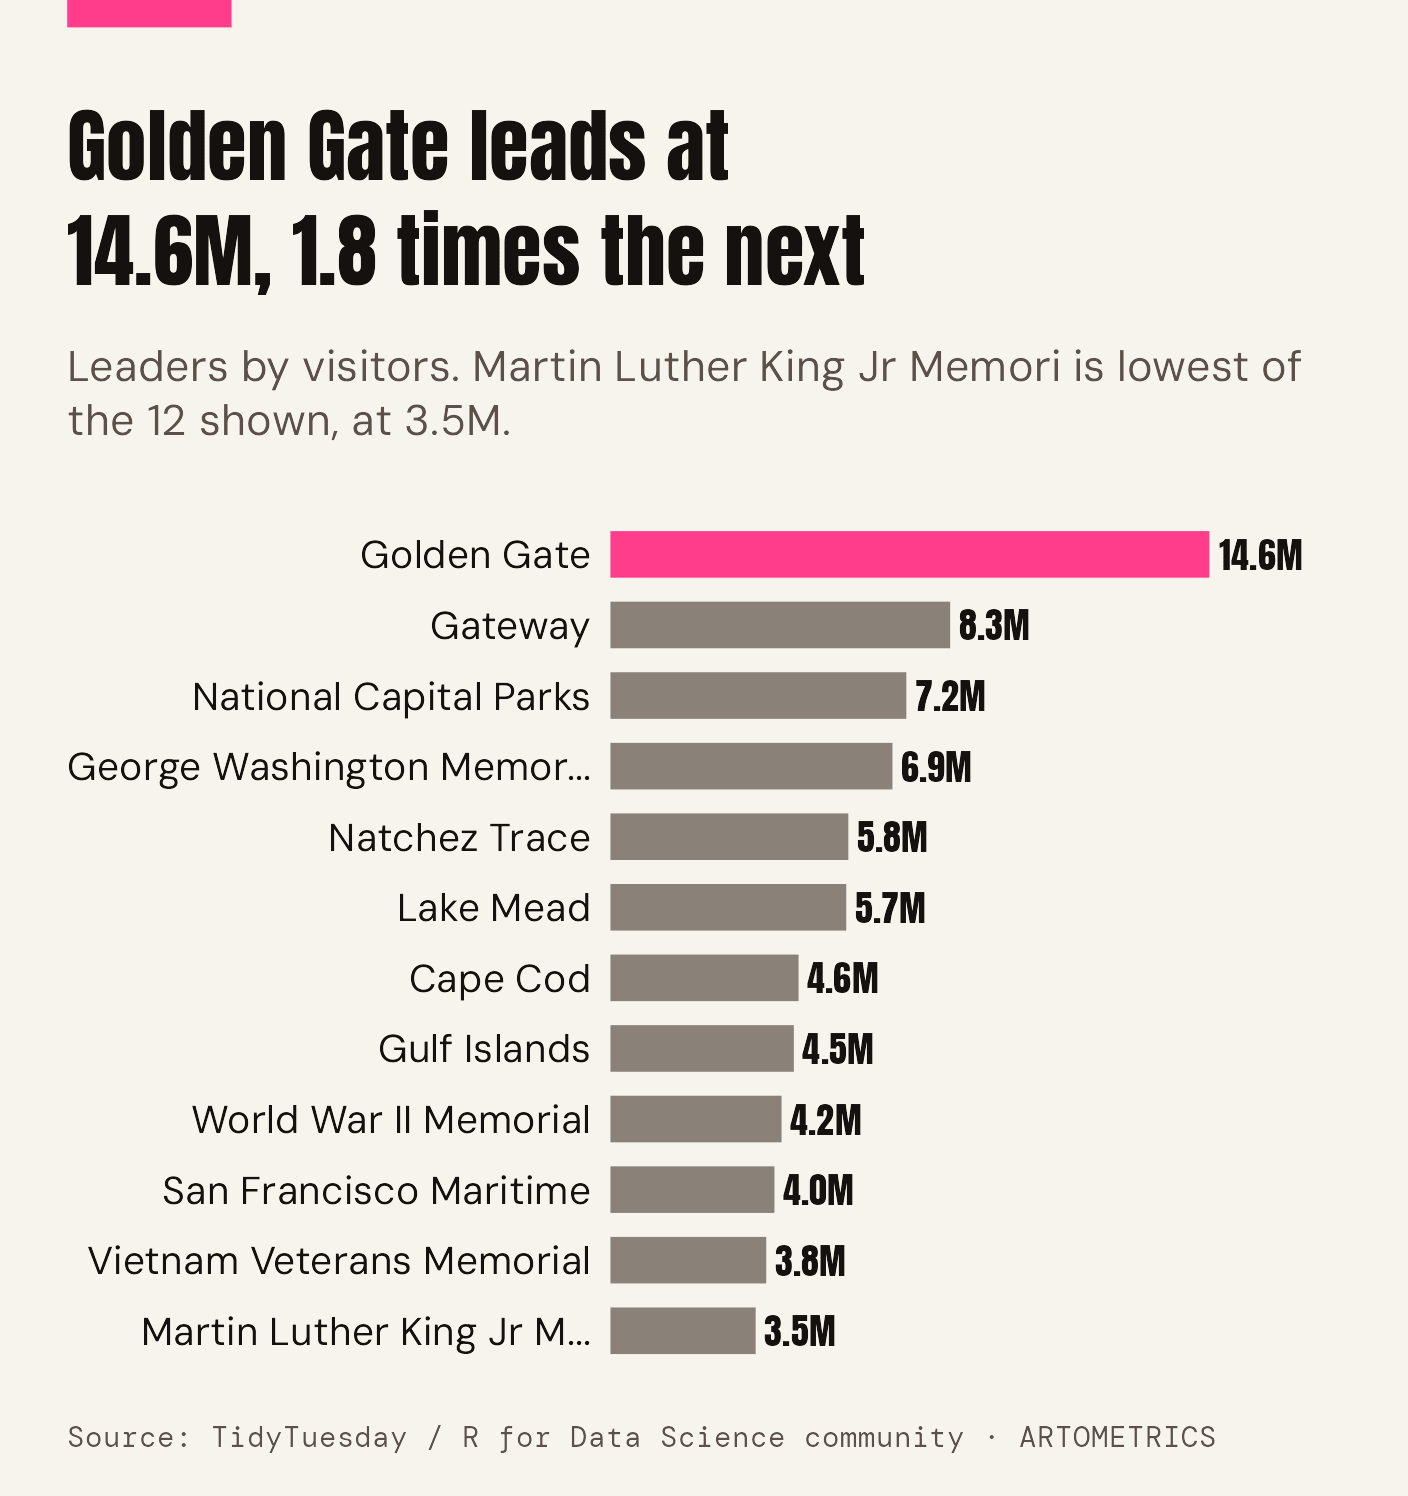 Golden Gate leads at
14.6M, 1.8 times the next
Leaders by visitors. Martin Luther King Jr Memori is lowest of
the 12 shown, at 3.5M.
Golden Gate 14.6M
Gateway 8.3M
National Capital Parks 7.2M
George Washington Memor... 6.9M
Natchez Trace 5.8M
Lake Mead 5.7M
Cape Cod 4.6M
Gulf Islands 4.5M
World War II Memorial 4.2M
San Francisco Maritime 4.0M
Vietnam Veterans Memorial 3.8M
Martin Luther King Jr M... 3.5M
Source: TidyTuesday / R for Data Science community · ARTOMETRICS